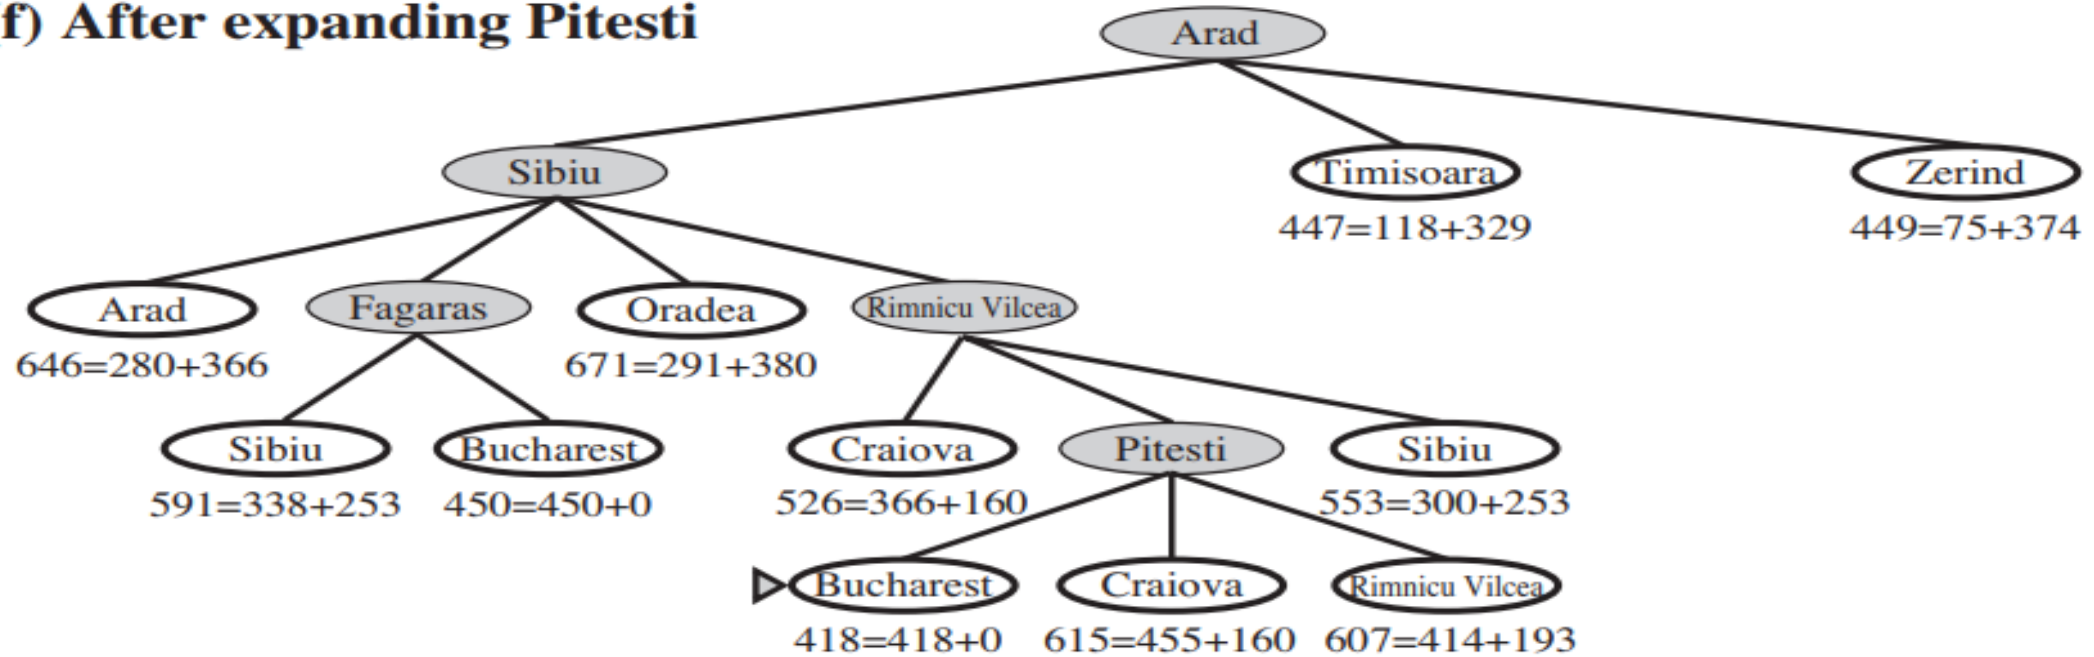 f) After expanding Pitesti
Arad
Sibiu
Timisoara
Zerind
447=118+329
449=75+374
Arad
Fagaras
Oradea
Rimnicu Vilcea
646=280+366
671=291+380
Sibiu
Bucharest
Craiova
Pitesti
Sibiu
591=338+253
450=450+0
526=366+160
553=300+253
Bucharest
Craiova
Rimnicu Vilcea
418=418+0
615=455+160
607=414+193